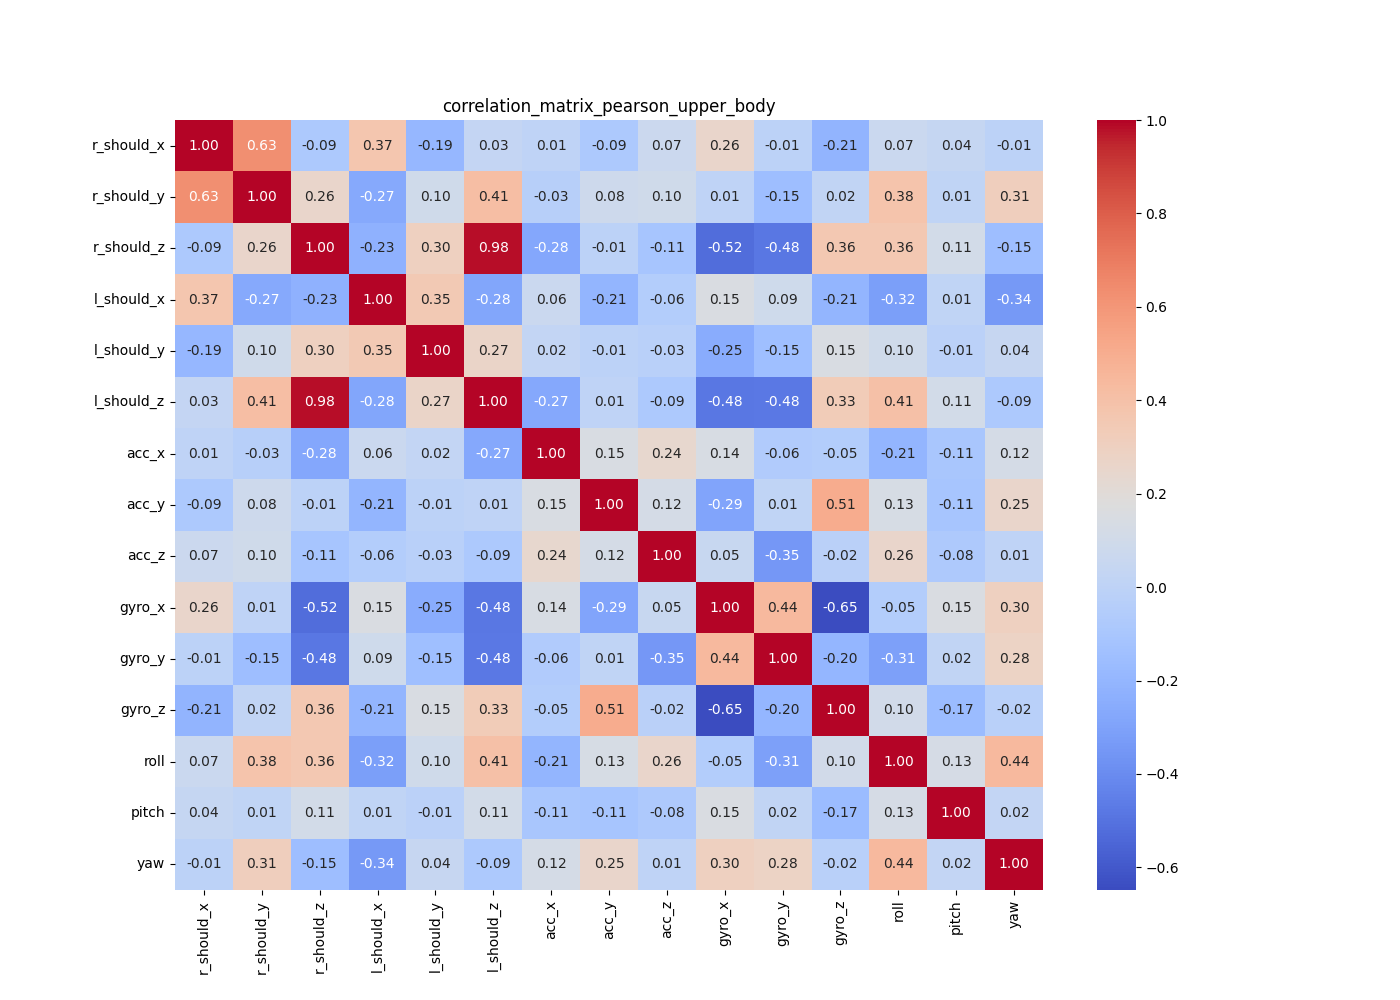 correlation_matrix_pearson_upper_body
r_should_x 1.00 0.63 -0.09 0.37 -0.19 0.03 0.01 -0.09 0.07 0.26 -0.01 -0.21 0.07 0.04 -0.01
r_should_y 0.63 1.00 0.26 -0.27 0.10 0.41 -0.03 0.08 0.10 0.01 -0.15 0.02 0.38 0.01 0.31
r_should_z -0.09 0.26 1.00 -0.23 0.30 0.98 -0.28 -0.01 -0.11 -0.52 -0.48 0.36 0.36 0.11 -0.15
l_should_x 0.37 -0.27 -0.23 1.00 0.35 -0.28 0.06 -0.21 -0.06 0.15 0.09 -0.21 -0.32 0.01 -0.34
l_should_y -0.19 0.10 0.30 0.35 1.00 0.27 0.02 -0.01 -0.03 -0.25 -0.15 0.15 0.10 -0.01 0.04
l_should_z 0.03 0.41 0.98 -0.28 0.27 1.00 -0.27 0.01 -0.09 -0.48 -0.48 0.33 0.41 0.11 -0.09
acc_x 0.01 -0.03 -0.28 0.06 0.02 -0.27 1.00 0.15 0.24 0.14 -0.06 -0.05 -0.21 -0.11 0.12
acc_y -0.09 0.08 -0.01 -0.21 -0.01 0.01 0.15 1.00 0.12 -0.29 0.01 0.51 0.13 -0.11 0.25
acc_z 0.07 0.10 -0.11 -0.06 -0.03 -0.09 0.24 0.12 1.00 0.05 -0.35 -0.02 0.26 -0.08 0.01
gyro_x 0.26 0.01 -0.52 0.15 -0.25 -0.48 0.14 -0.29 0.05 1.00 0.44 -0.65 -0.05 0.15 0.30
gyro_y -0.01 -0.15 -0.48 0.09 -0.15 -0.48 -0.06 0.01 -0.35 0.44 1.00 -0.20 -0.31 0.02 0.28
gyro_z -0.21 0.02 0.36 -0.21 0.15 0.33 -0.05 0.51 -0.02 -0.65 -0.20 1.00 0.10 -0.17 -0.02
roll 0.07 0.38 0.36 -0.32 0.10 0.41 -0.21 0.13 0.26 -0.05 -0.31 0.10 1.00 0.13 0.44
pitch 0.04 0.01 0.11 0.01 -0.01 0.11 -0.11 -0.11 -0.08 0.15 0.02 -0.17 0.13 1.00 0.02
yaw -0.01 0.31 -0.15 -0.34 0.04 -0.09 0.12 0.25 0.01 0.30 0.28 -0.02 0.44 0.02 1.00
r_should_x r_should_y r_should_z l_should_x l_should_y l_should_z acc_x acc_y acc_z gyro_x gyro_y gyro_z roll pitch yaw
1.0
0.8
0.6
0.4
0.2
0.0
−0.2
−0.4
−0.6